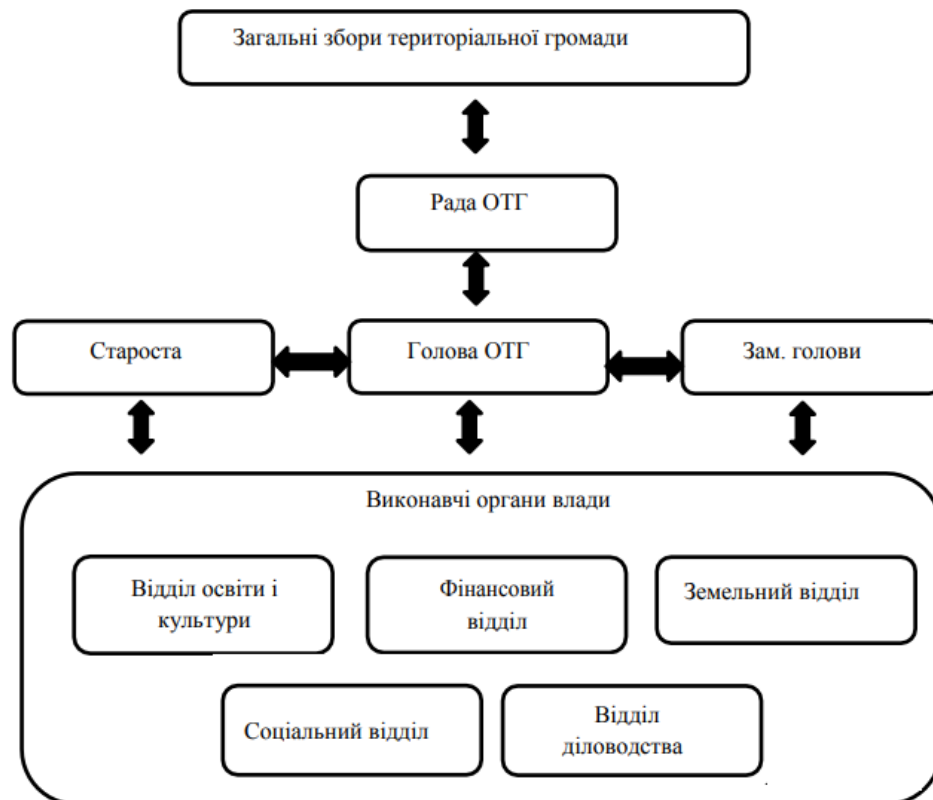 Загальні збори територіальної громади
Рада ОТГ
Староста
Голова ОТГ
Зам. голови
Виконавчі органи влади
Відділ освіти і
культури
Фінансовий
відділ
Земельний відділ
Соціальний відділ
Відділ
діловодства